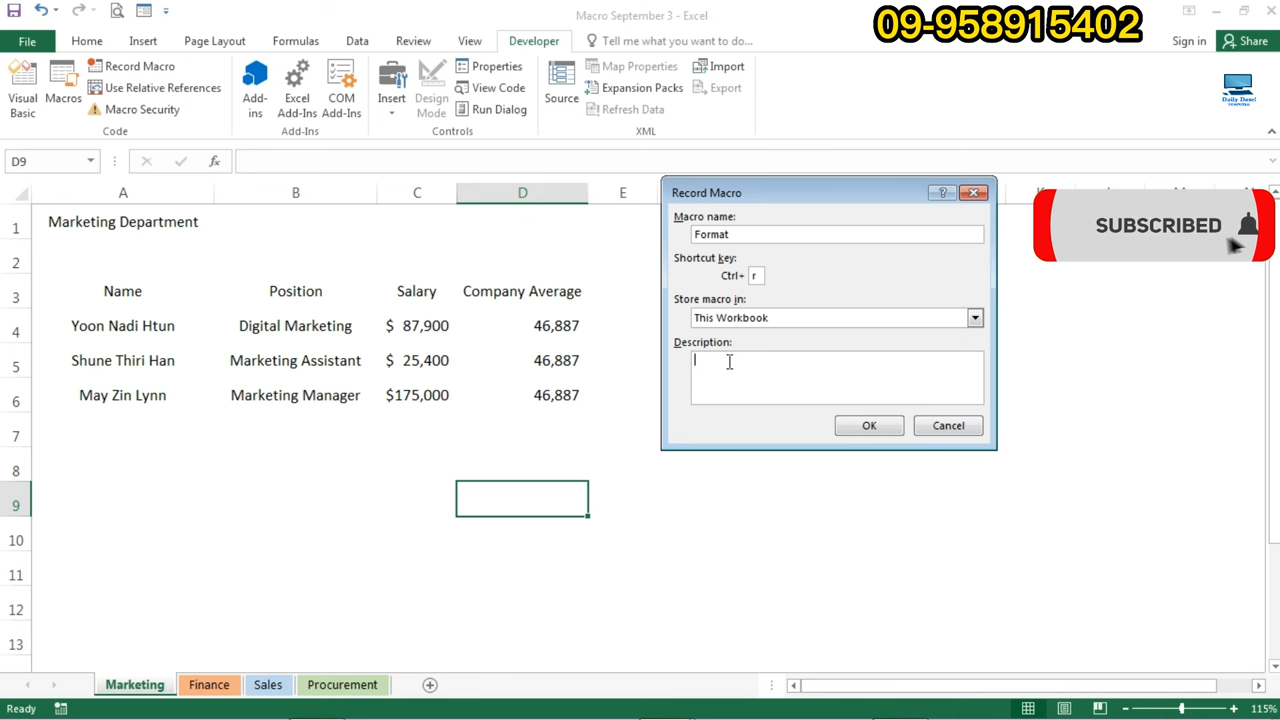 Macro September 3 - Excel
09-958915402
File Home Insert Page Layout Formulas Data Review View Developer Tell me what you want to do... Sign in Share
Visual Basic
Macros
Record Macro
Use Relative References
Macro Security
Code
Add-ins
Excel Add-Ins
COM Add-Ins
Add-Ins
Insert
Design Mode
Properties
View Code
Run Dialog
Controls
Source
Map Properties
Expansion Packs
Refresh Data
Import
Export
XML
Daily Dose!
D9
fx
A B C D E
1 Marketing Department
2
3 Name Position Salary Company Average
4 Yoon Nadi Htun Digital Marketing $ 87,900 46,887
5 Shune Thiri Han Marketing Assistant $ 25,400 46,887
6 May Zin Lynn Marketing Manager $175,000 46,887
7
8
9
10
11
12
13
Record Macro
?
Macro name:
Format
Shortcut key:
Ctrl+ r
Store macro in:
This Workbook
Description:
OK Cancel
SUBSCRIBED
Marketing Finance Sales Procurement
Ready
115%